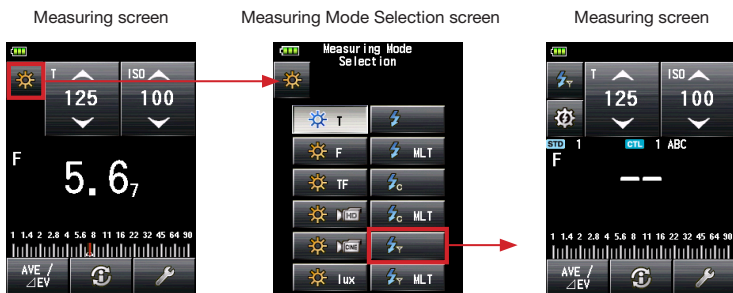 Measuring screen
Measuring Mode Selection screen
Measuring screen
T
ISO
125
100
F
5.6₇
1 1.4 2 2.8 4 5.6 8 11 16 22 32 45 64 90
AVE /
⊿EV
Measuring Mode
Selection
T
F
MLT
TF
C
HD
C MLT
CINE
Y
lux
Y MLT
Y
T
ISO
125
100
STD 1
CTL 1 ABC
F
--
1 1.4 2 2.8 4 5.6 8 11 16 22 32 45 64 90
AVE /
⊿EV